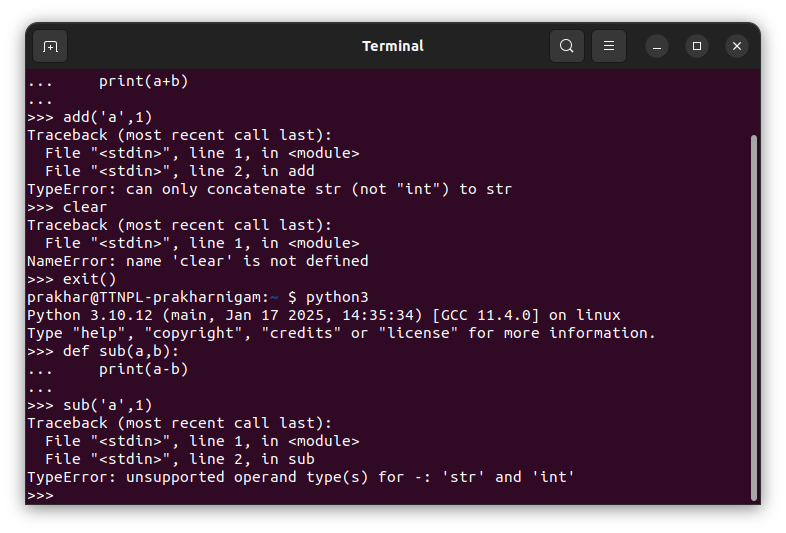 Terminal
...     print(a+b)
...
>>> add('a',1)
Traceback (most recent call last):
  File "<stdin>", line 1, in <module>
  File "<stdin>", line 2, in add
TypeError: can only concatenate str (not "int") to str
>>> clear
Traceback (most recent call last):
  File "<stdin>", line 1, in <module>
NameError: name 'clear' is not defined
>>> exit()
prakhar@TTNPL-prakharnigam:~ $ python3
Python 3.10.12 (main, Jan 17 2025, 14:35:34) [GCC 11.4.0] on linux
Type "help", "copyright", "credits" or "license" for more information.
>>> def sub(a,b):
...     print(a-b)
...
>>> sub('a',1)
Traceback (most recent call last):
  File "<stdin>", line 1, in <module>
  File "<stdin>", line 2, in sub
TypeError: unsupported operand type(s) for -: 'str' and 'int'
>>>